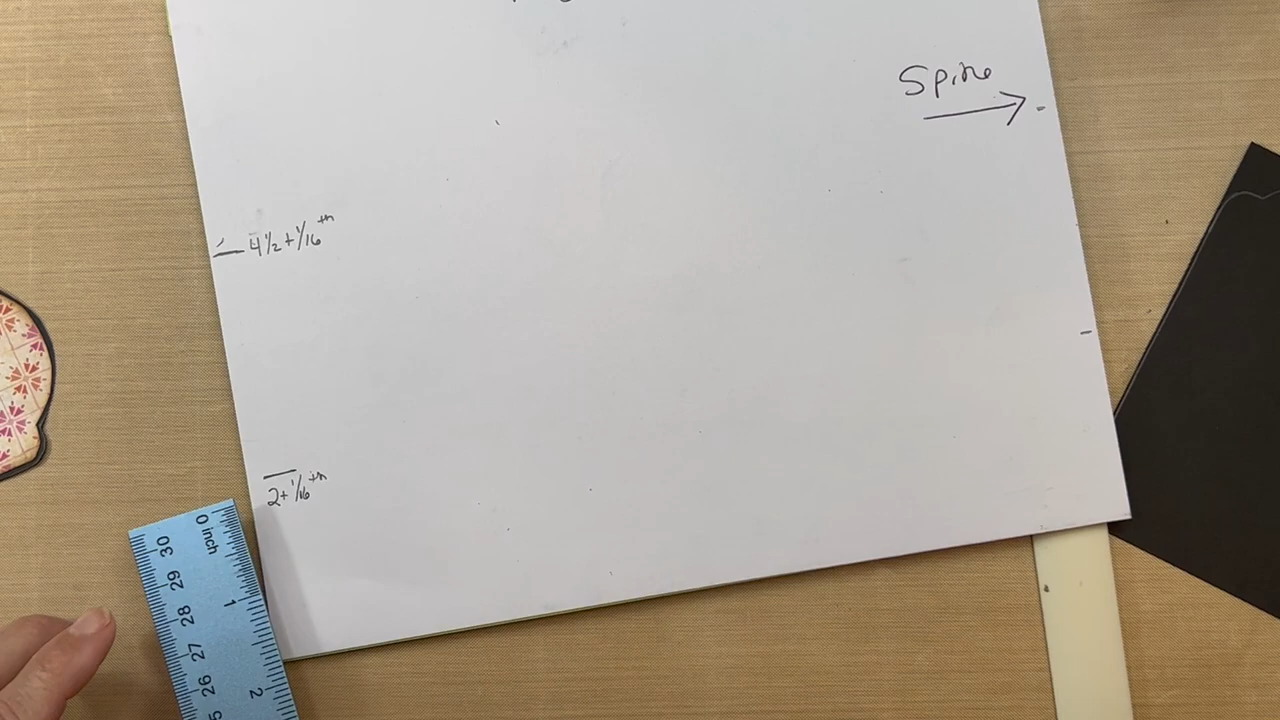 Spine
4 1/2 + 1/16th
2 + 1/16th
0 inch
1
2
30
29
28
27
26